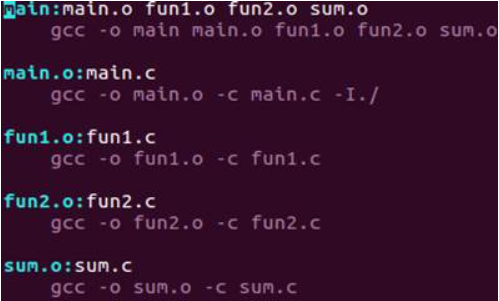 main:main.o fun1.o fun2.o sum.o
    gcc -o main main.o fun1.o fun2.o sum.o
main.o:main.c
    gcc -o main.o -c main.c -I./
fun1.o:fun1.c
    gcc -o fun1.o -c fun1.c
fun2.o:fun2.c
    gcc -o fun2.o -c fun2.c
sum.o:sum.c
    gcc -o sum.o -c sum.c